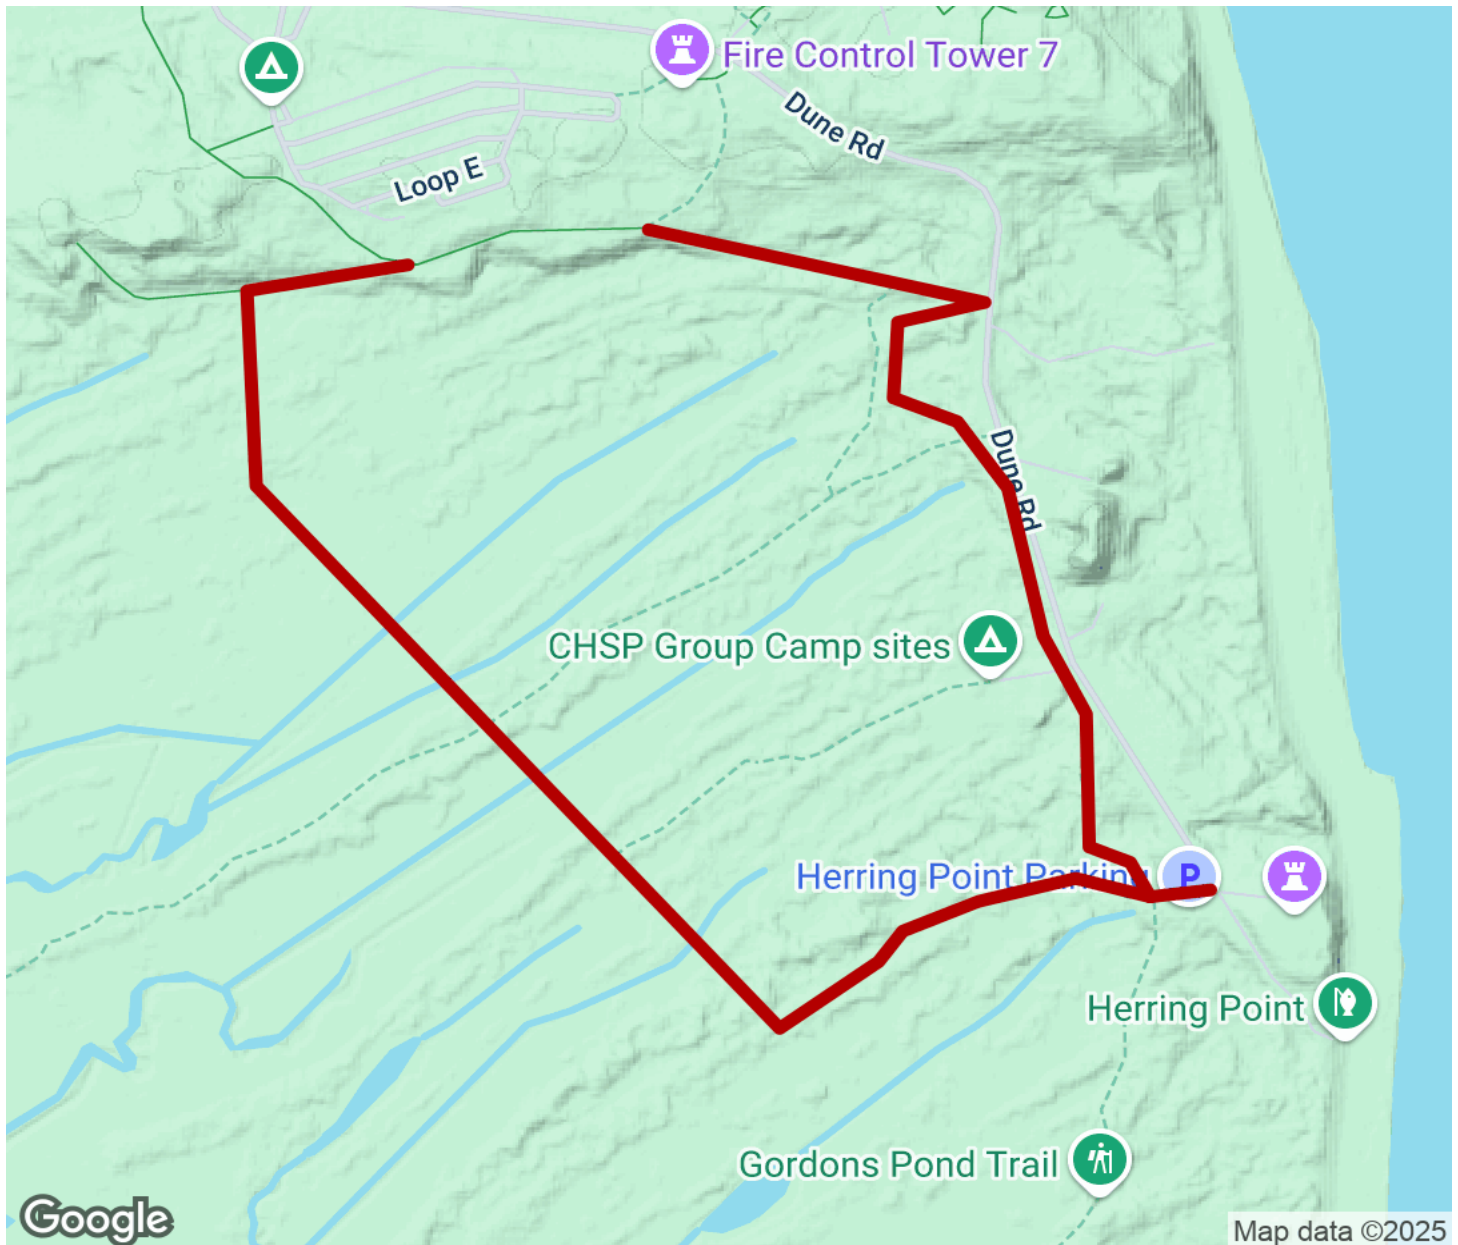 Fire Control Tower 7
Dune Rd
Loop E
Dune Rd
CHSP Group Camp sites
Herring Point Parking
P
Herring Point
Gordons Pond Trail
Google
Map data ©2025